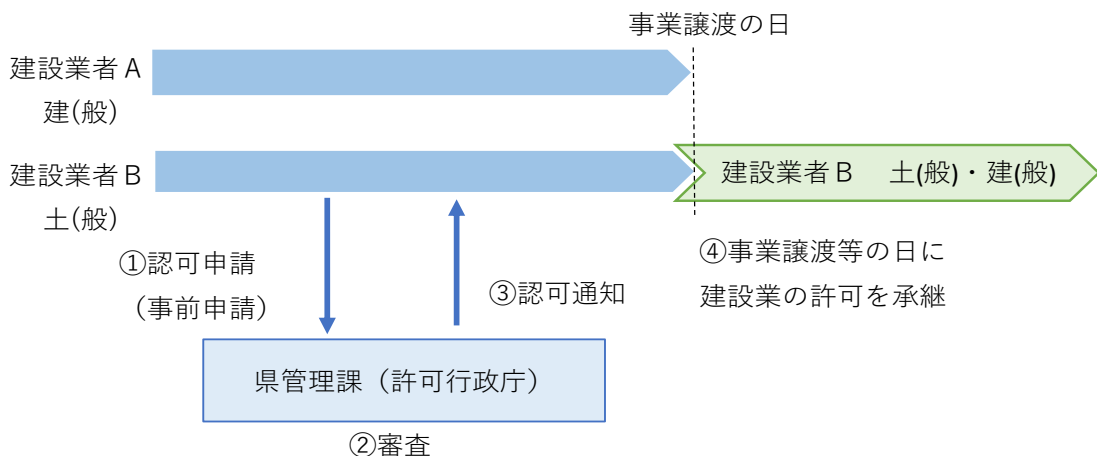 事業譲渡の日
建設業者A
建(般)
建設業者B
土(般)
建設業者B　土(般)・建(般)
①認可申請
（事前申請）
③認可通知
④事業譲渡等の日に
建設業の許可を承継
県管理課（許可行政庁）
②審査